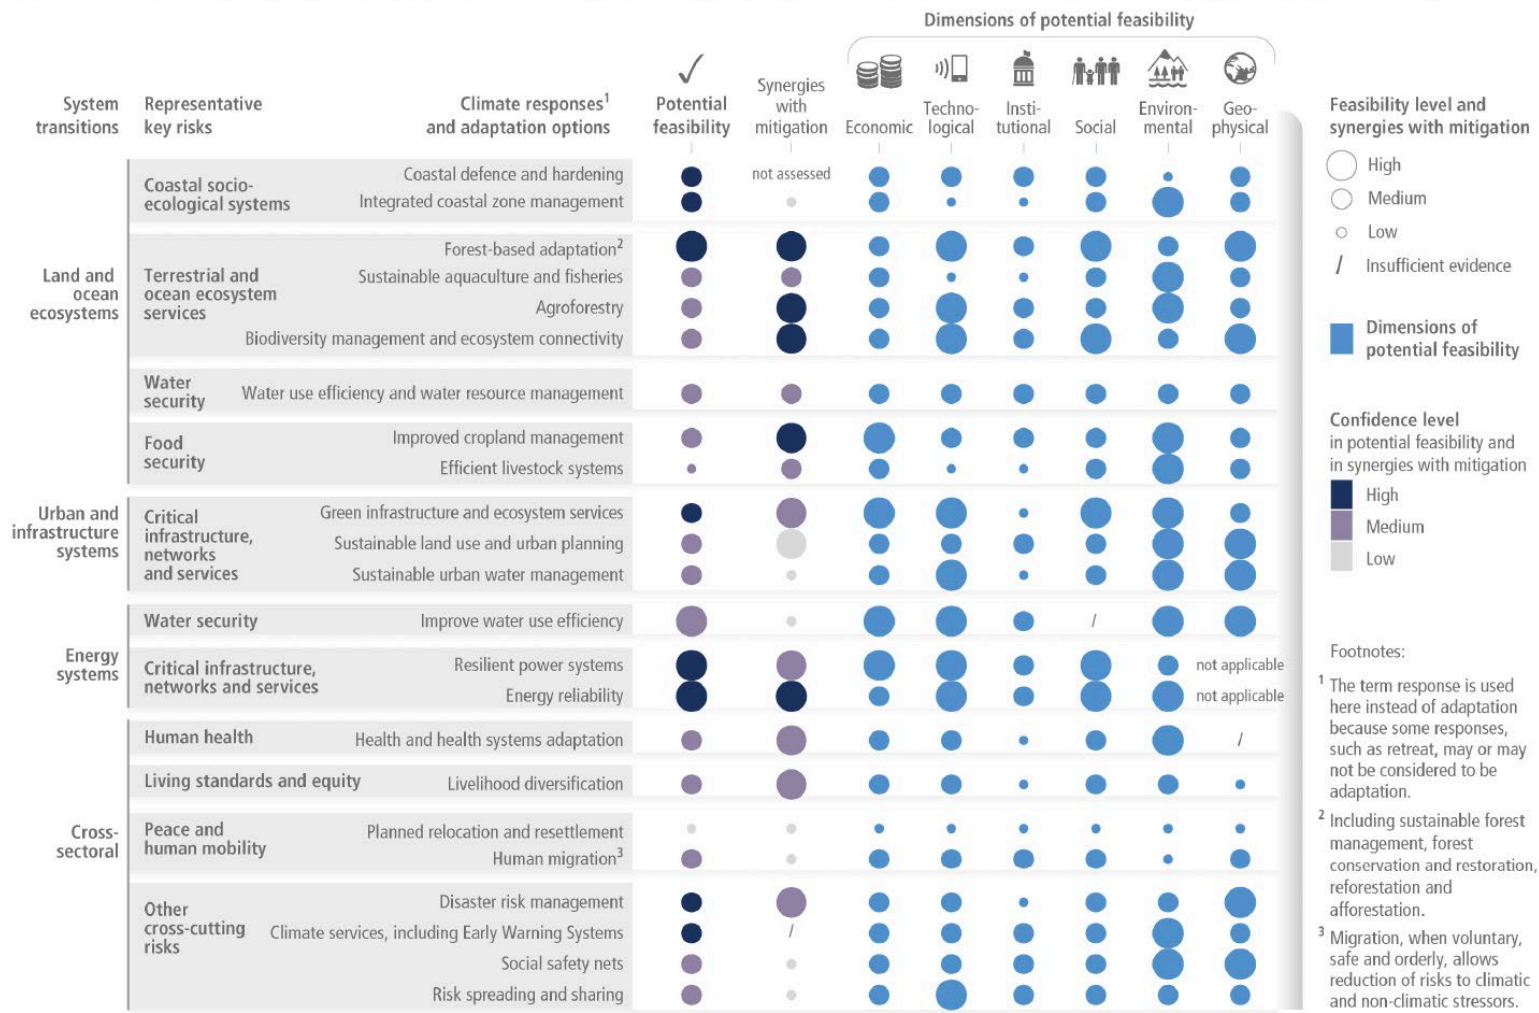 Dimensions of potential feasibility
System transitions
Representative key risks
Climate responses1 and adaptation options
Potential feasibility
Synergies with mitigation
Economic
Techno-logical
Insti-tutional
Social
Environ-mental
Geo-physical
Land and ocean ecosystems
Coastal socio-ecological systems
Coastal defence and hardening
not assessed
Integrated coastal zone management
Terrestrial and ocean ecosystem services
Forest-based adaptation2
Sustainable aquaculture and fisheries
Agroforestry
Biodiversity management and ecosystem connectivity
Water security
Water use efficiency and water resource management
Food security
Improved cropland management
Efficient livestock systems
Urban and infrastructure systems
Critical infrastructure, networks and services
Green infrastructure and ecosystem services
Sustainable land use and urban planning
Sustainable urban water management
Energy systems
Water security
Improve water use efficiency
/
Critical infrastructure, networks and services
Resilient power systems
not applicable
Energy reliability
not applicable
Cross-sectoral
Human health
Health and health systems adaptation
/
Living standards and equity
Livelihood diversification
Peace and human mobility
Planned relocation and resettlement
Human migration3
Other cross-cutting risks
Disaster risk management
Climate services, including Early Warning Systems
/
Social safety nets
Risk spreading and sharing
Feasibility level and
synergies with mitigation
High
Medium
Low
/ Insufficient evidence
Dimensions of
potential feasibility
Confidence level
in potential feasibility and
in synergies with mitigation
High
Medium
Low
Footnotes:
1 The term response is used
here instead of adaptation
because some responses,
such as retreat, may or may
not be considered to be
adaptation.
2 Including sustainable forest
management, forest
conservation and restoration,
reforestation and
afforestation.
3 Migration, when voluntary,
safe and orderly, allows
reduction of risks to climatic
and non-climatic stressors.